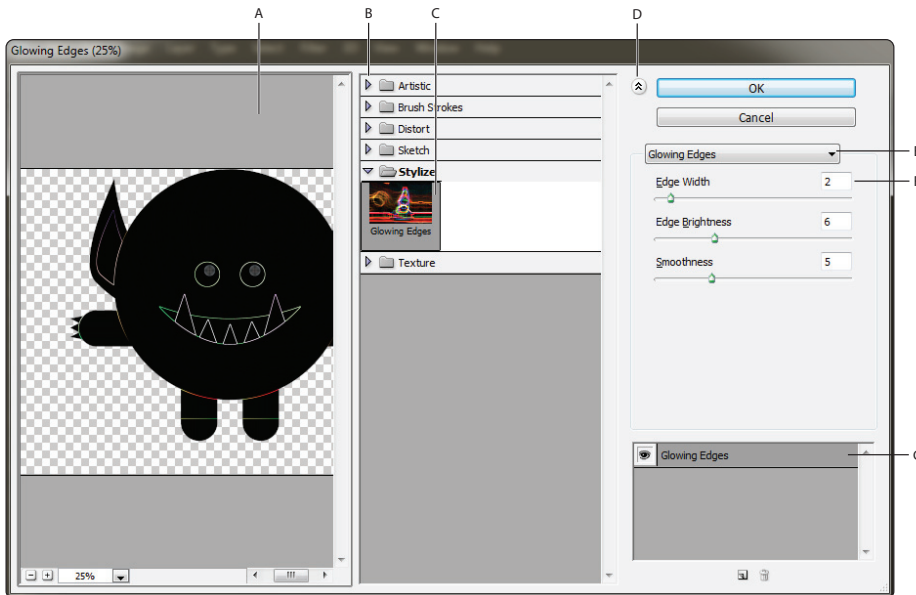 A B C D
Glowing Edges (25%)
Artistic
Brush Strokes
Distort
Sketch
Stylize
Glowing Edges
Texture
OK
Cancel
Glowing Edges
Edge Width 2
Edge Brightness 6
Smoothness 5
Glowing Edges
25%